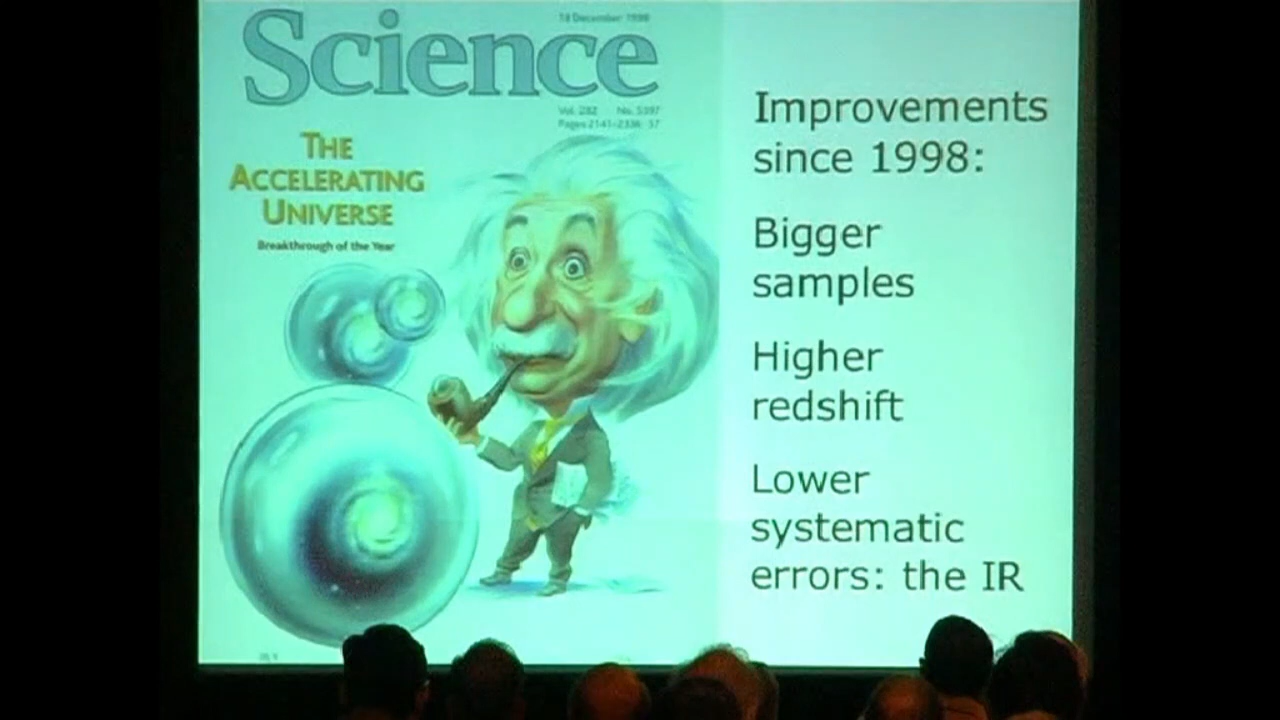 18 December 1998
Science
Vol. 282 No. 5397
Pages 2141–2336 $7
THE
ACCELERATING
UNIVERSE
Breakthrough of the Year
Improvements
since 1998:
Bigger
samples
Higher
redshift
Lower
systematic
errors: the IR